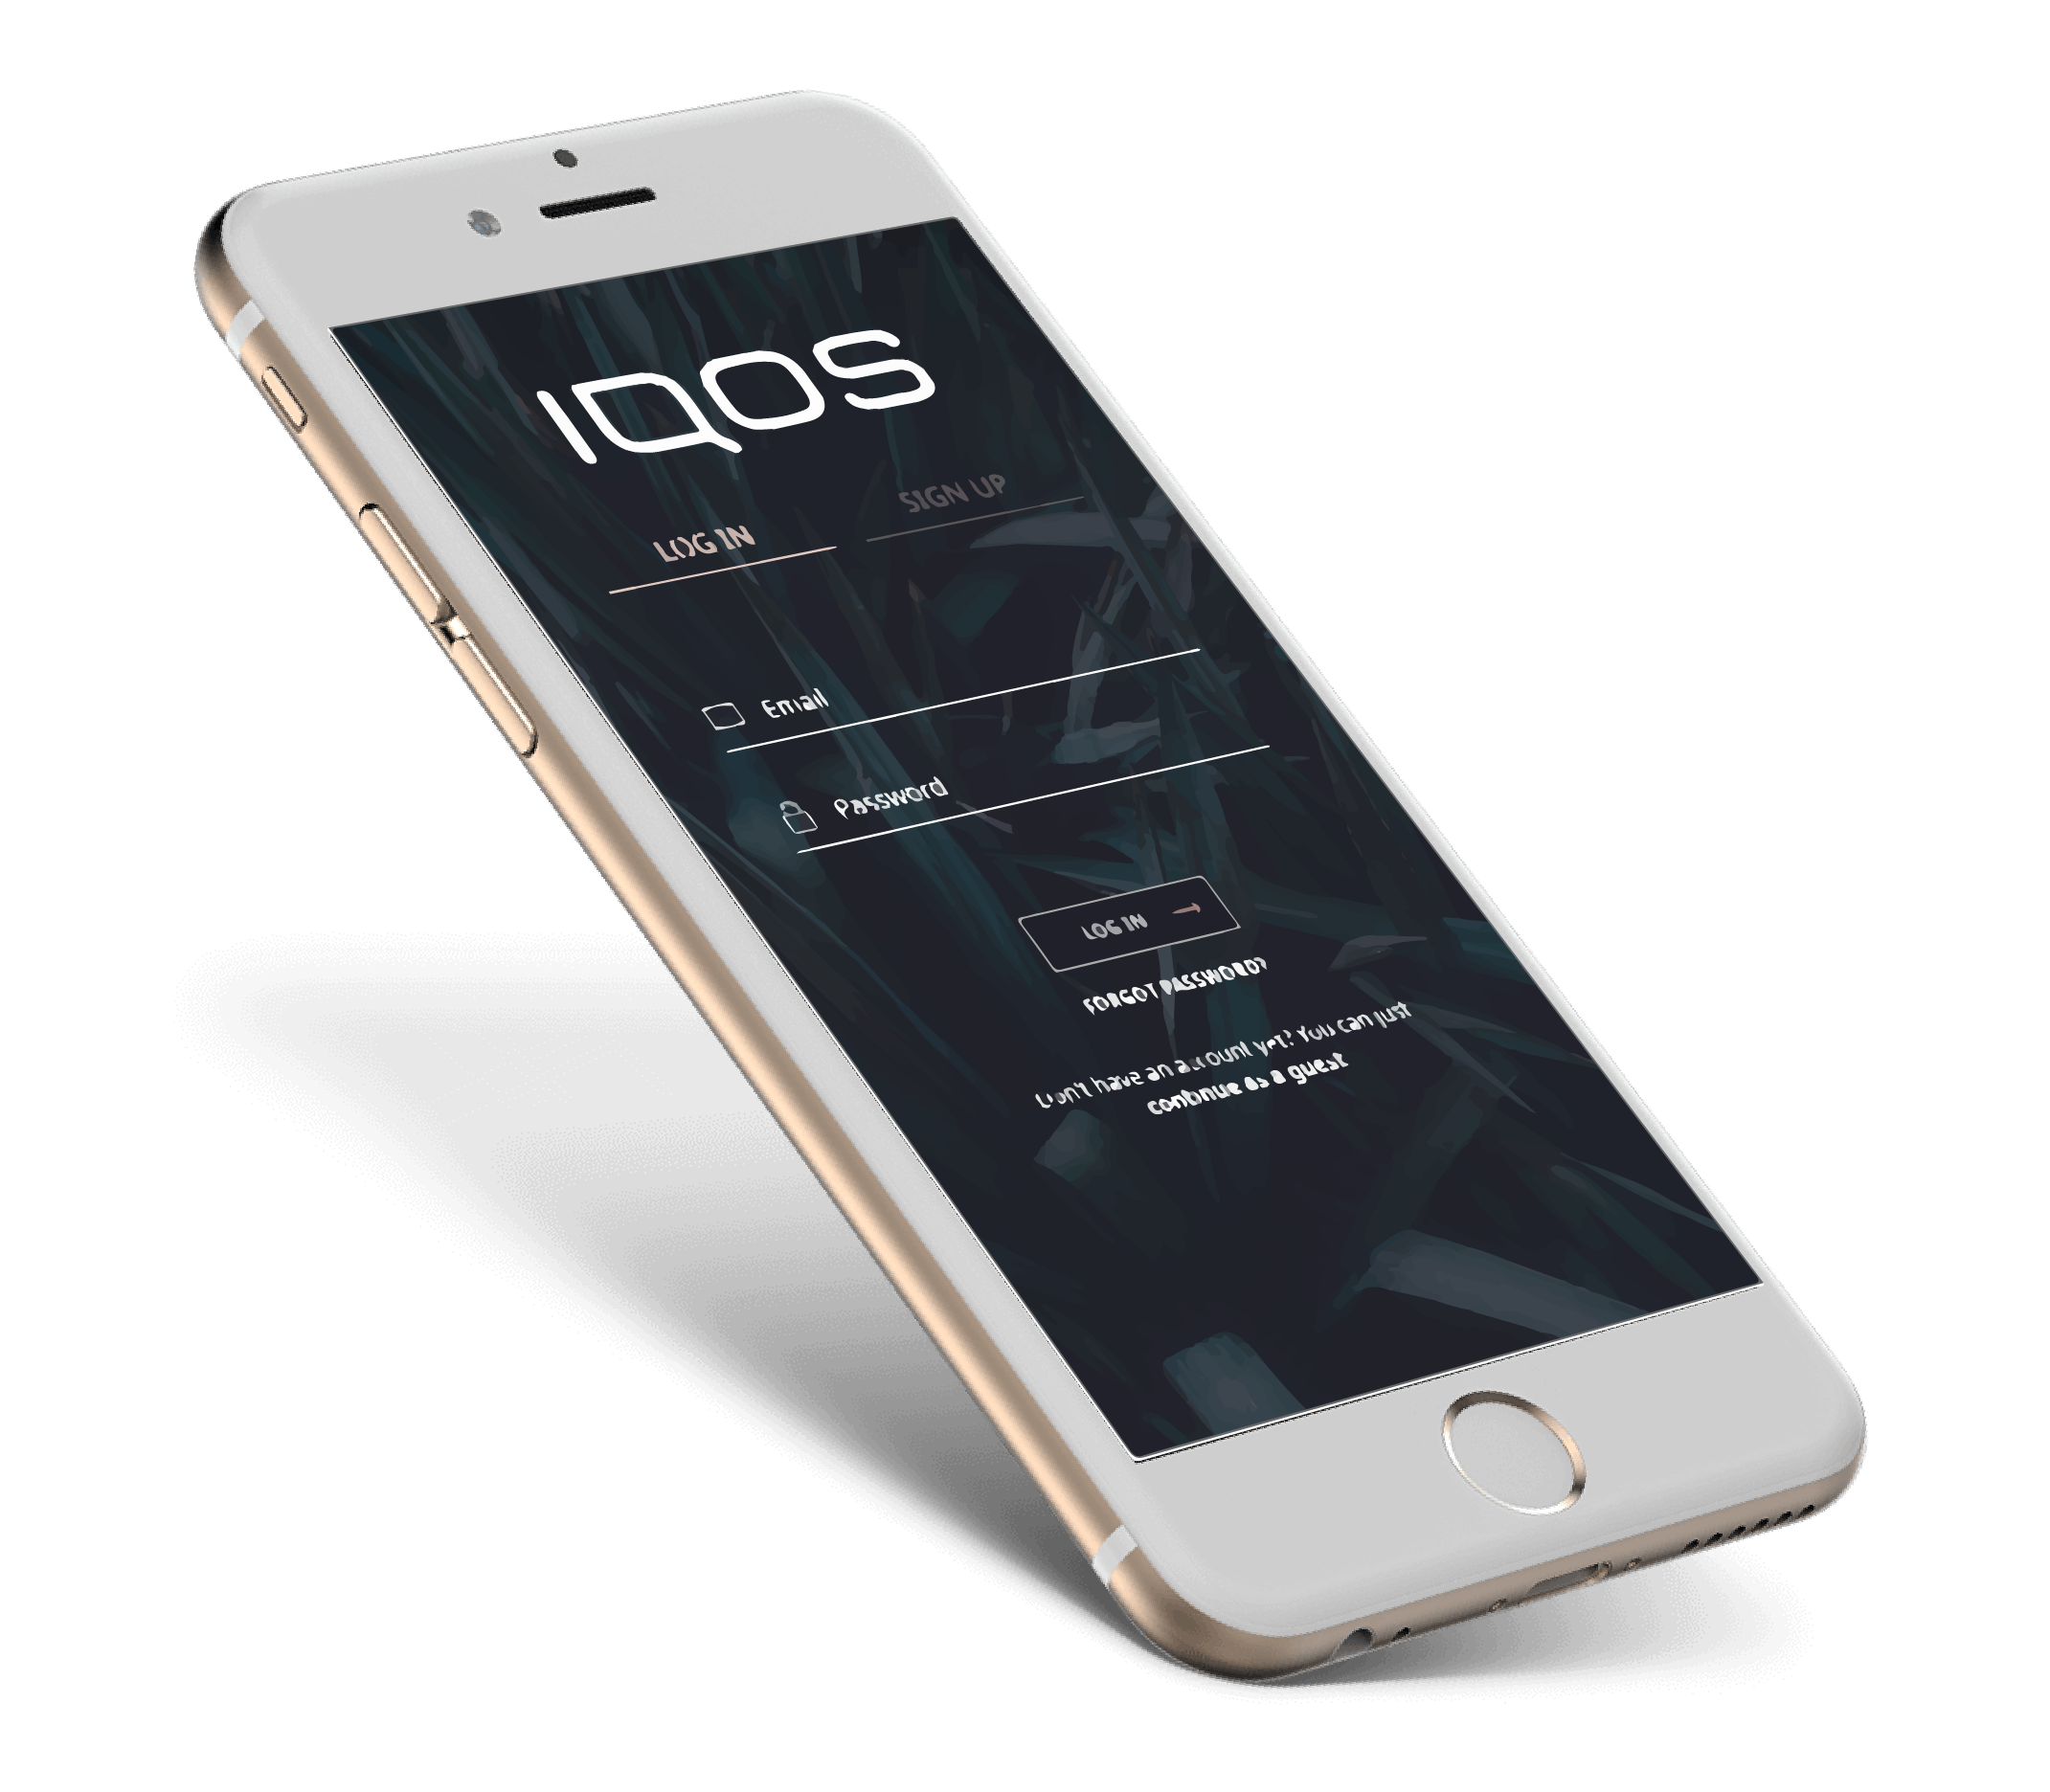 IQOS
LOG IN
SIGN UP
Email
Password
LOG IN
FORGOT PASSWORD?
Don't have an account yet? You can just
continue as a guest